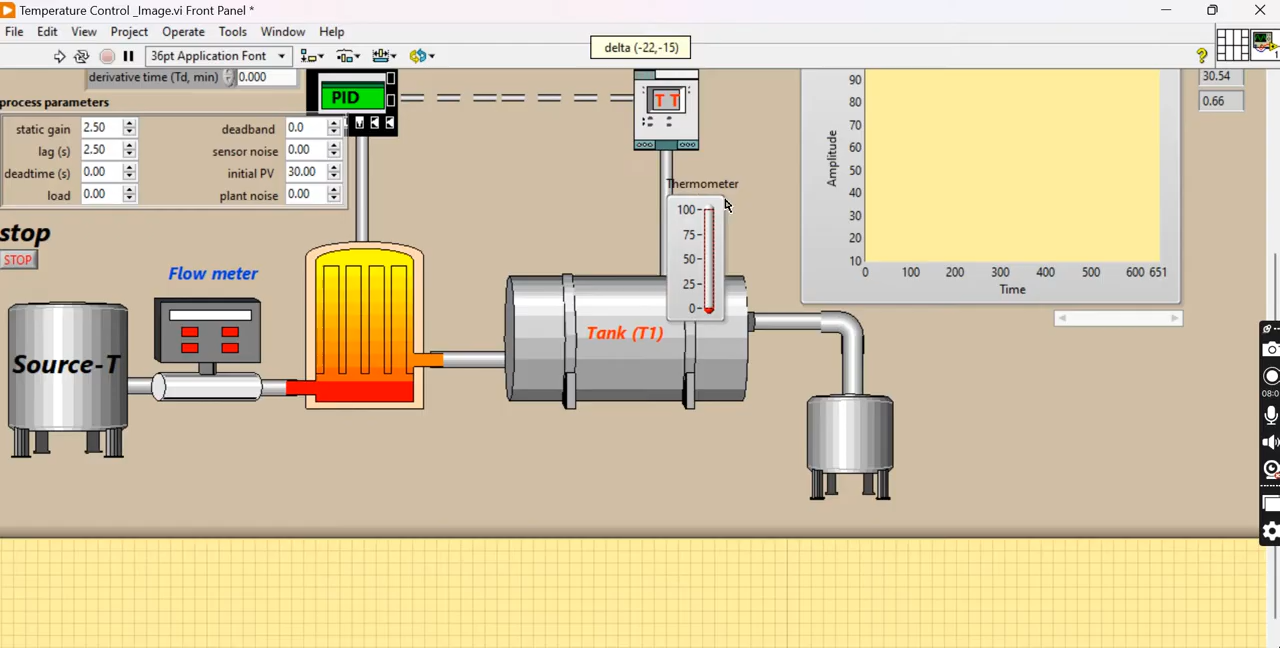 Temperature Control _Image.vi Front Panel *
File Edit View Project Operate Tools Window Help
36pt Application Font
delta (-22,-15)
?
1
derivative time (Td, min) 0.000
process parameters
static gain 2.50 deadband 0.0
lag (s) 2.50 sensor noise 0.00
deadtime (s) 0.00 initial PV 30.00
load 0.00 plant noise 0.00
stop
STOP
PID
T T
Thermometer
100
75
50
25
0
Flow meter
Source-T
Tank (T1)
Amplitude
90
80
70
60
50
40
30
20
10
0 100 200 300 400 500 600 651
Time
30.54
0.66
08:0